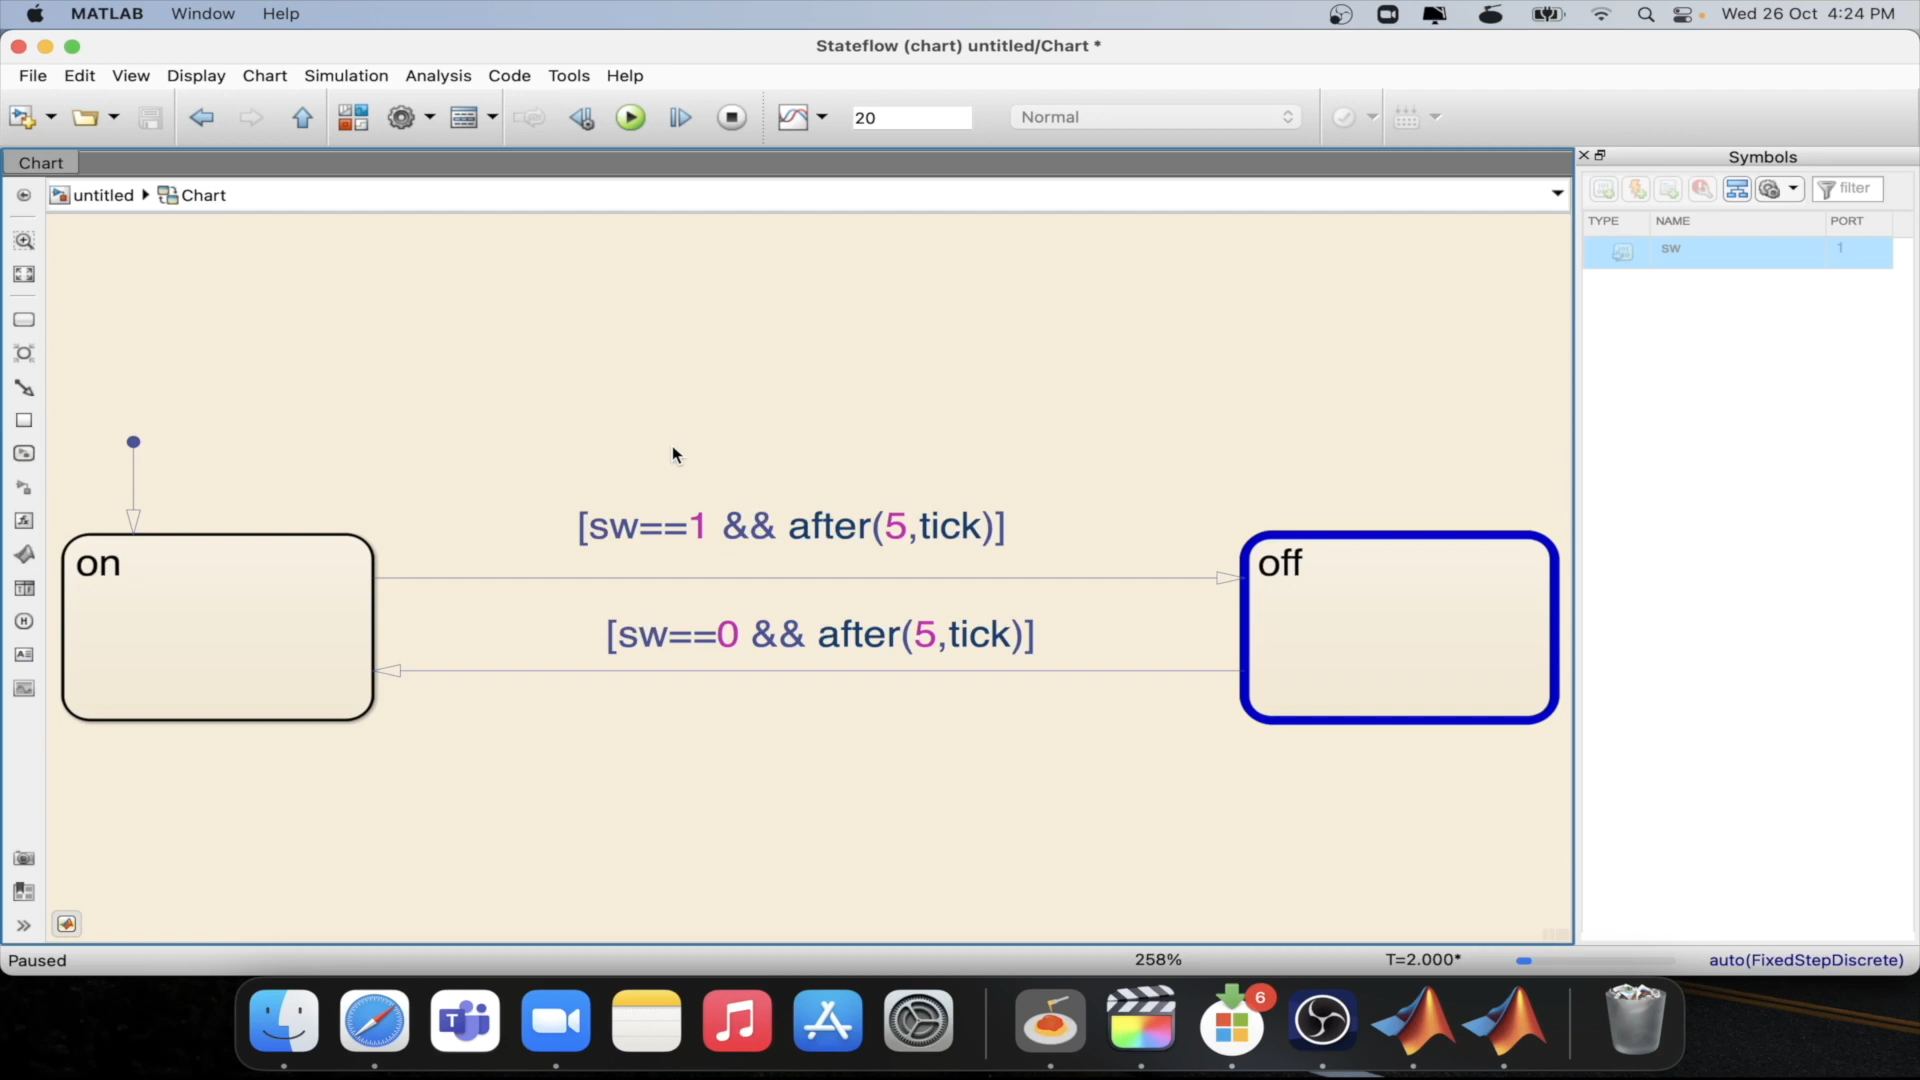 MATLAB Window Help Wed 26 Oct 4:24 PM
Stateflow (chart) untitled/Chart *
File Edit View Display Chart Simulation Analysis Code Tools Help
20 Normal
Chart Symbols
untitled Chart filter
TYPE NAME PORT
sw 1
[sw==1 && after(5,tick)]
on off
[sw==0 && after(5,tick)]
Paused 258% T=2.000* auto(FixedStepDiscrete)
6